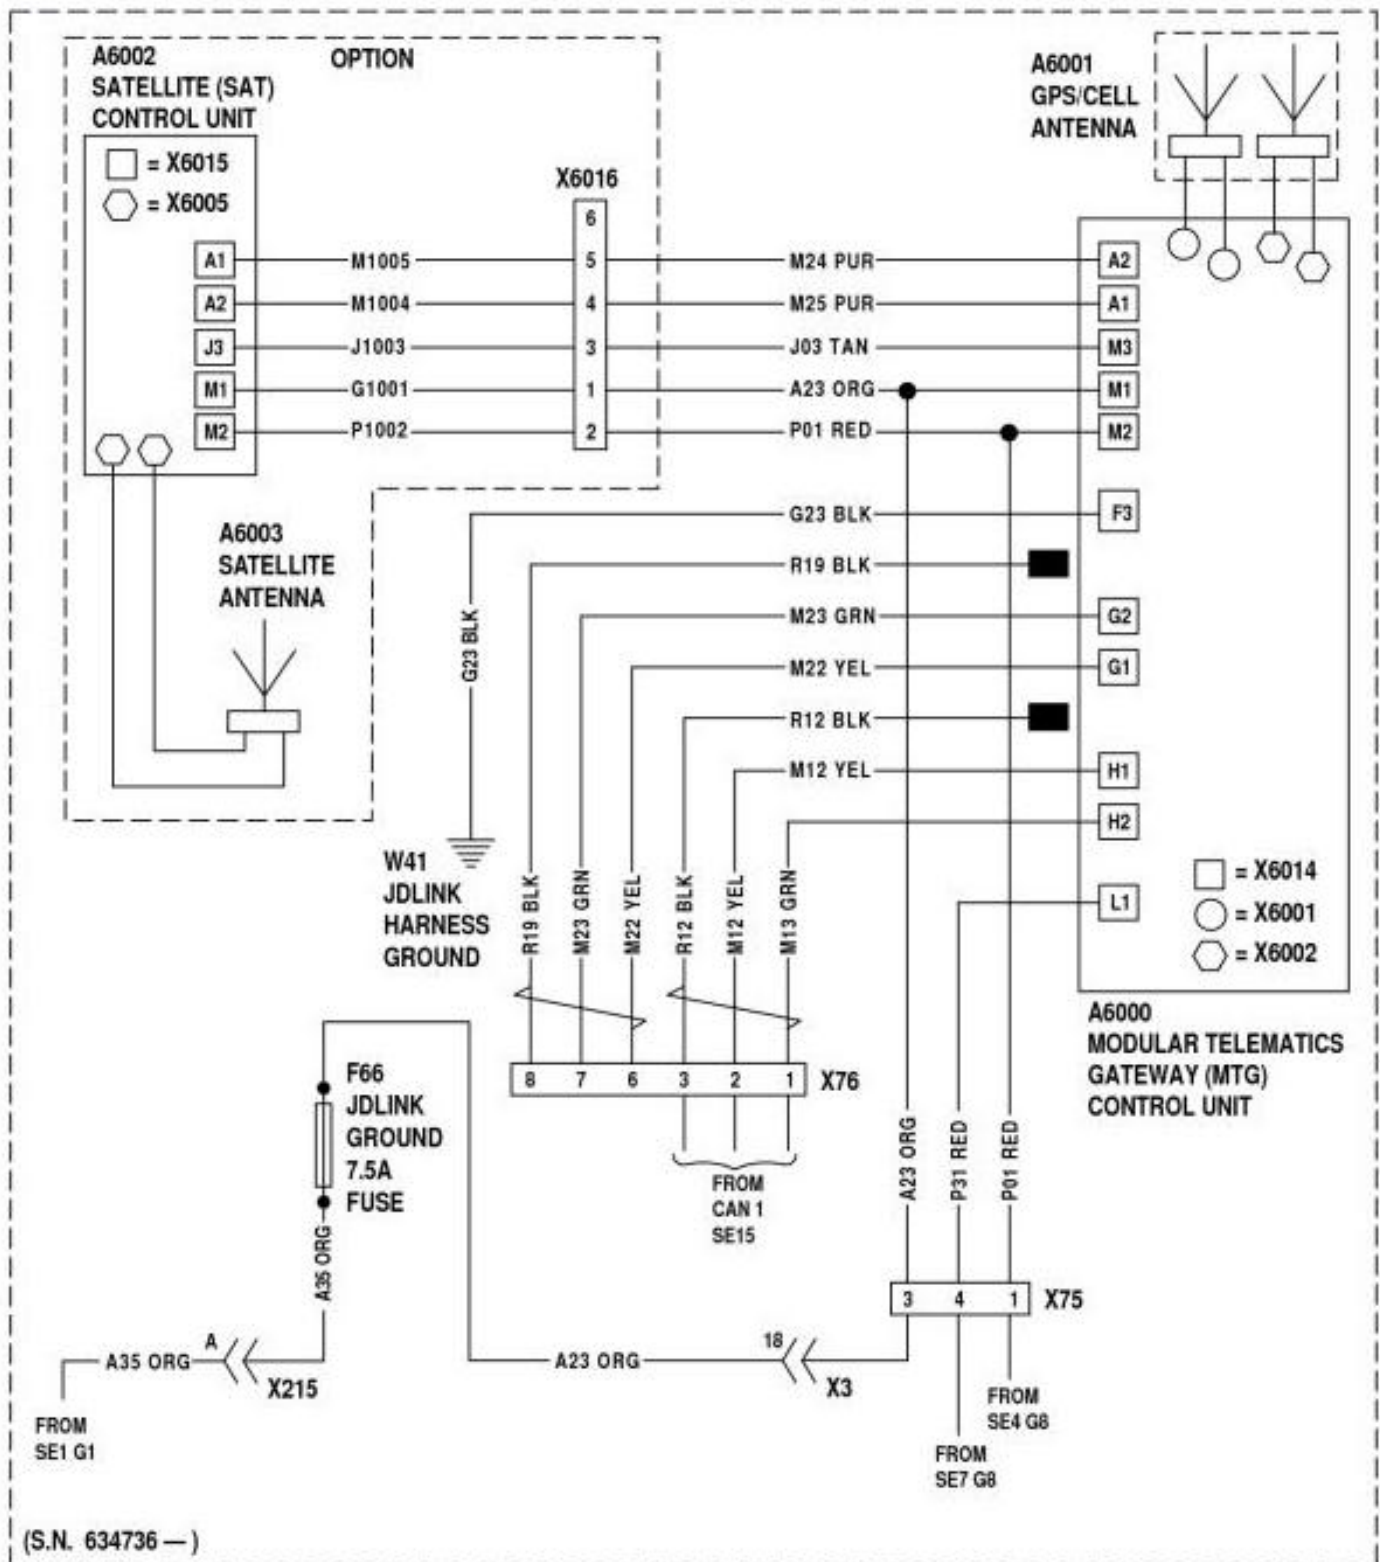 A6002
SATELLITE (SAT)
CONTROL UNIT
OPTION
A6001
GPS/CELL
ANTENNA
= X6015
= X6005
X6016
6
A1
M1005
5
M24 PUR
A2
A2
M1004
4
M25 PUR
A1
J3
J1003
3
J03 TAN
M3
M1
G1001
1
A23 ORG
M1
M2
P1002
2
P01 RED
M2
G23 BLK
F3
A6003
SATELLITE
ANTENNA
R19 BLK
M23 GRN
G2
G23 BLK
M22 YEL
G1
R12 BLK
M12 YEL
H1
H2
W41
JDLINK
HARNESS
GROUND
R19 BLK
M23 GRN
M22 YEL
R12 BLK
M12 YEL
M13 GRN
L1
= X6014
= X6001
= X6002
A6000
MODULAR TELEMATICS
GATEWAY (MTG)
CONTROL UNIT
8
7
6
3
2
1
X76
F66
JDLINK
GROUND
7.5A
FUSE
A35 ORG
FROM
CAN 1
SE15
A23 ORG
P31 RED
P01 RED
3
4
1
X75
A35 ORG
A
X215
A23 ORG
18
X3
FROM
SE1 G1
FROM
SE4 G8
FROM
SE7 G8
(S.N. 634736 — )